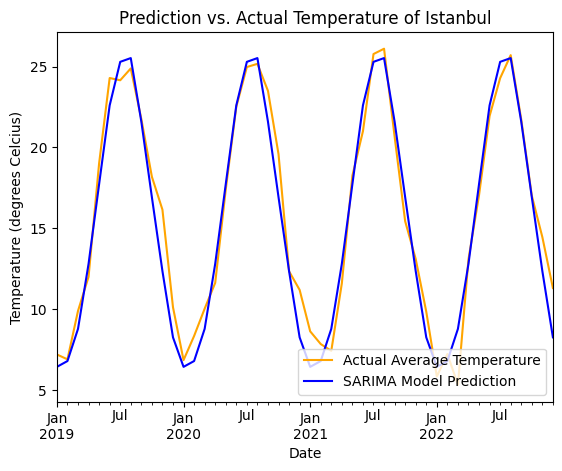 Prediction vs. Actual Temperature of Istanbul
Temperature (degrees Celcius)
25
20
15
10
5
Actual Average Temperature
SARIMA Model Prediction
Jan Jul Jan Jul Jan Jul Jan Jul
2019 2020 2021 2022
Date